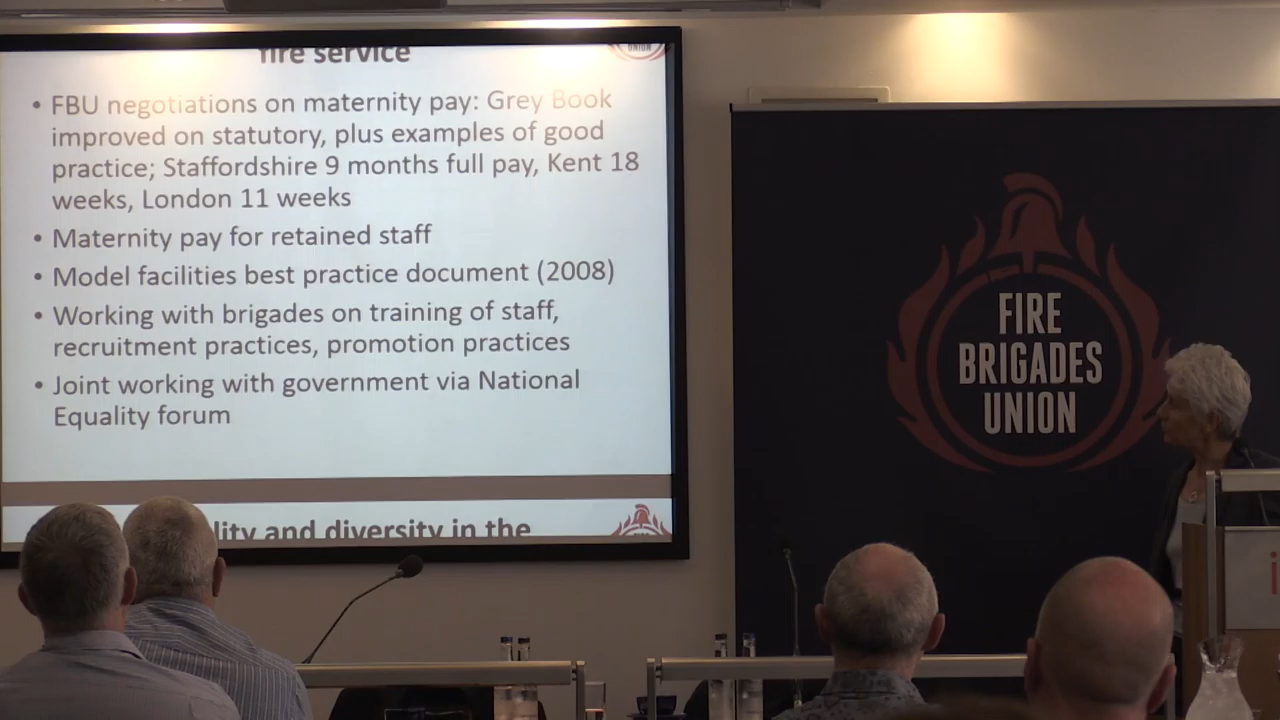 fire service
UNION
• FBU negotiations on maternity pay: Grey Book
improved on statutory, plus examples of good
practice; Staffordshire 9 months full pay, Kent 18
weeks, London 11 weeks
• Maternity pay for retained staff
• Model facilities best practice document (2008)
• Working with brigades on training of staff,
recruitment practices, promotion practices
• Joint working with government via National
Equality forum
lity and diversity in the
FIRE
BRIGADES
UNION